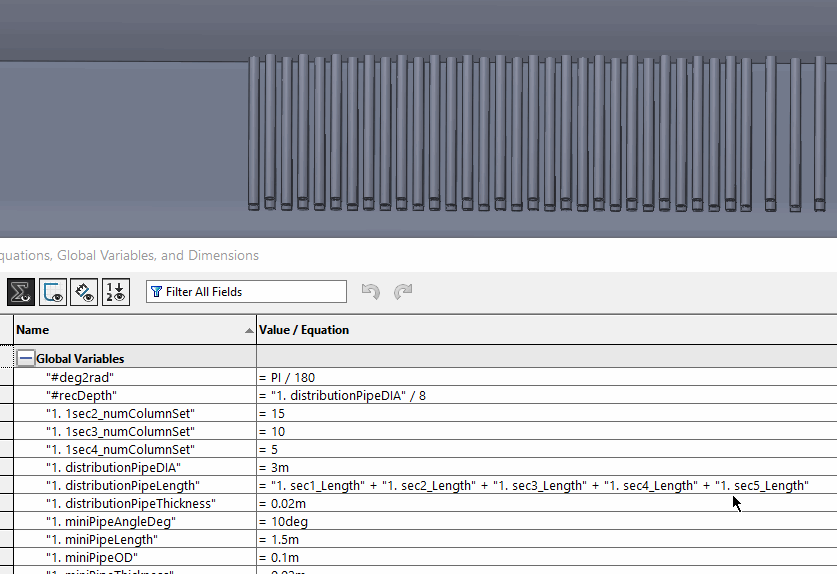 quations, Global Variables, and Dimensions
Filter All Fields
Name Value / Equation
Global Variables
"#deg2rad" = PI / 180
"#recDepth" = "1. distributionPipeDIA" / 8
"1. 1sec2_numColumnSet" = 15
"1. 1sec3_numColumnSet" = 10
"1. 1sec4_numColumnSet" = 5
"1. distributionPipeDIA" = 3m
"1. distributionPipeLength" = "1. sec1_Length" + "1. sec2_Length" + "1. sec3_Length" + "1. sec4_Length" + "1. sec5_Length"
"1. distributionPipeThickness" = 0.02m
"1. miniPipeAngleDeg" = 10deg
"1. miniPipeLength" = 1.5m
"1. miniPipeOD" = 0.1m